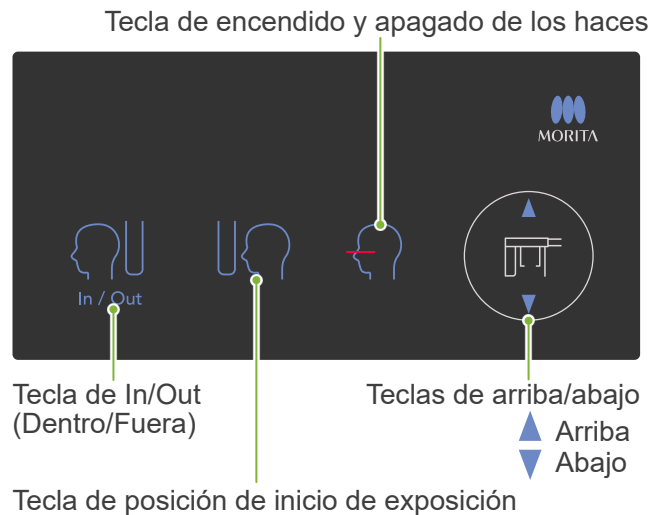 Tecla de encendido y apagado de los haces
MORITA
In / Out
Tecla de In/Out
(Dentro/Fuera)
Teclas de arriba/abajo
Arriba
Abajo
Tecla de posición de inicio de exposición